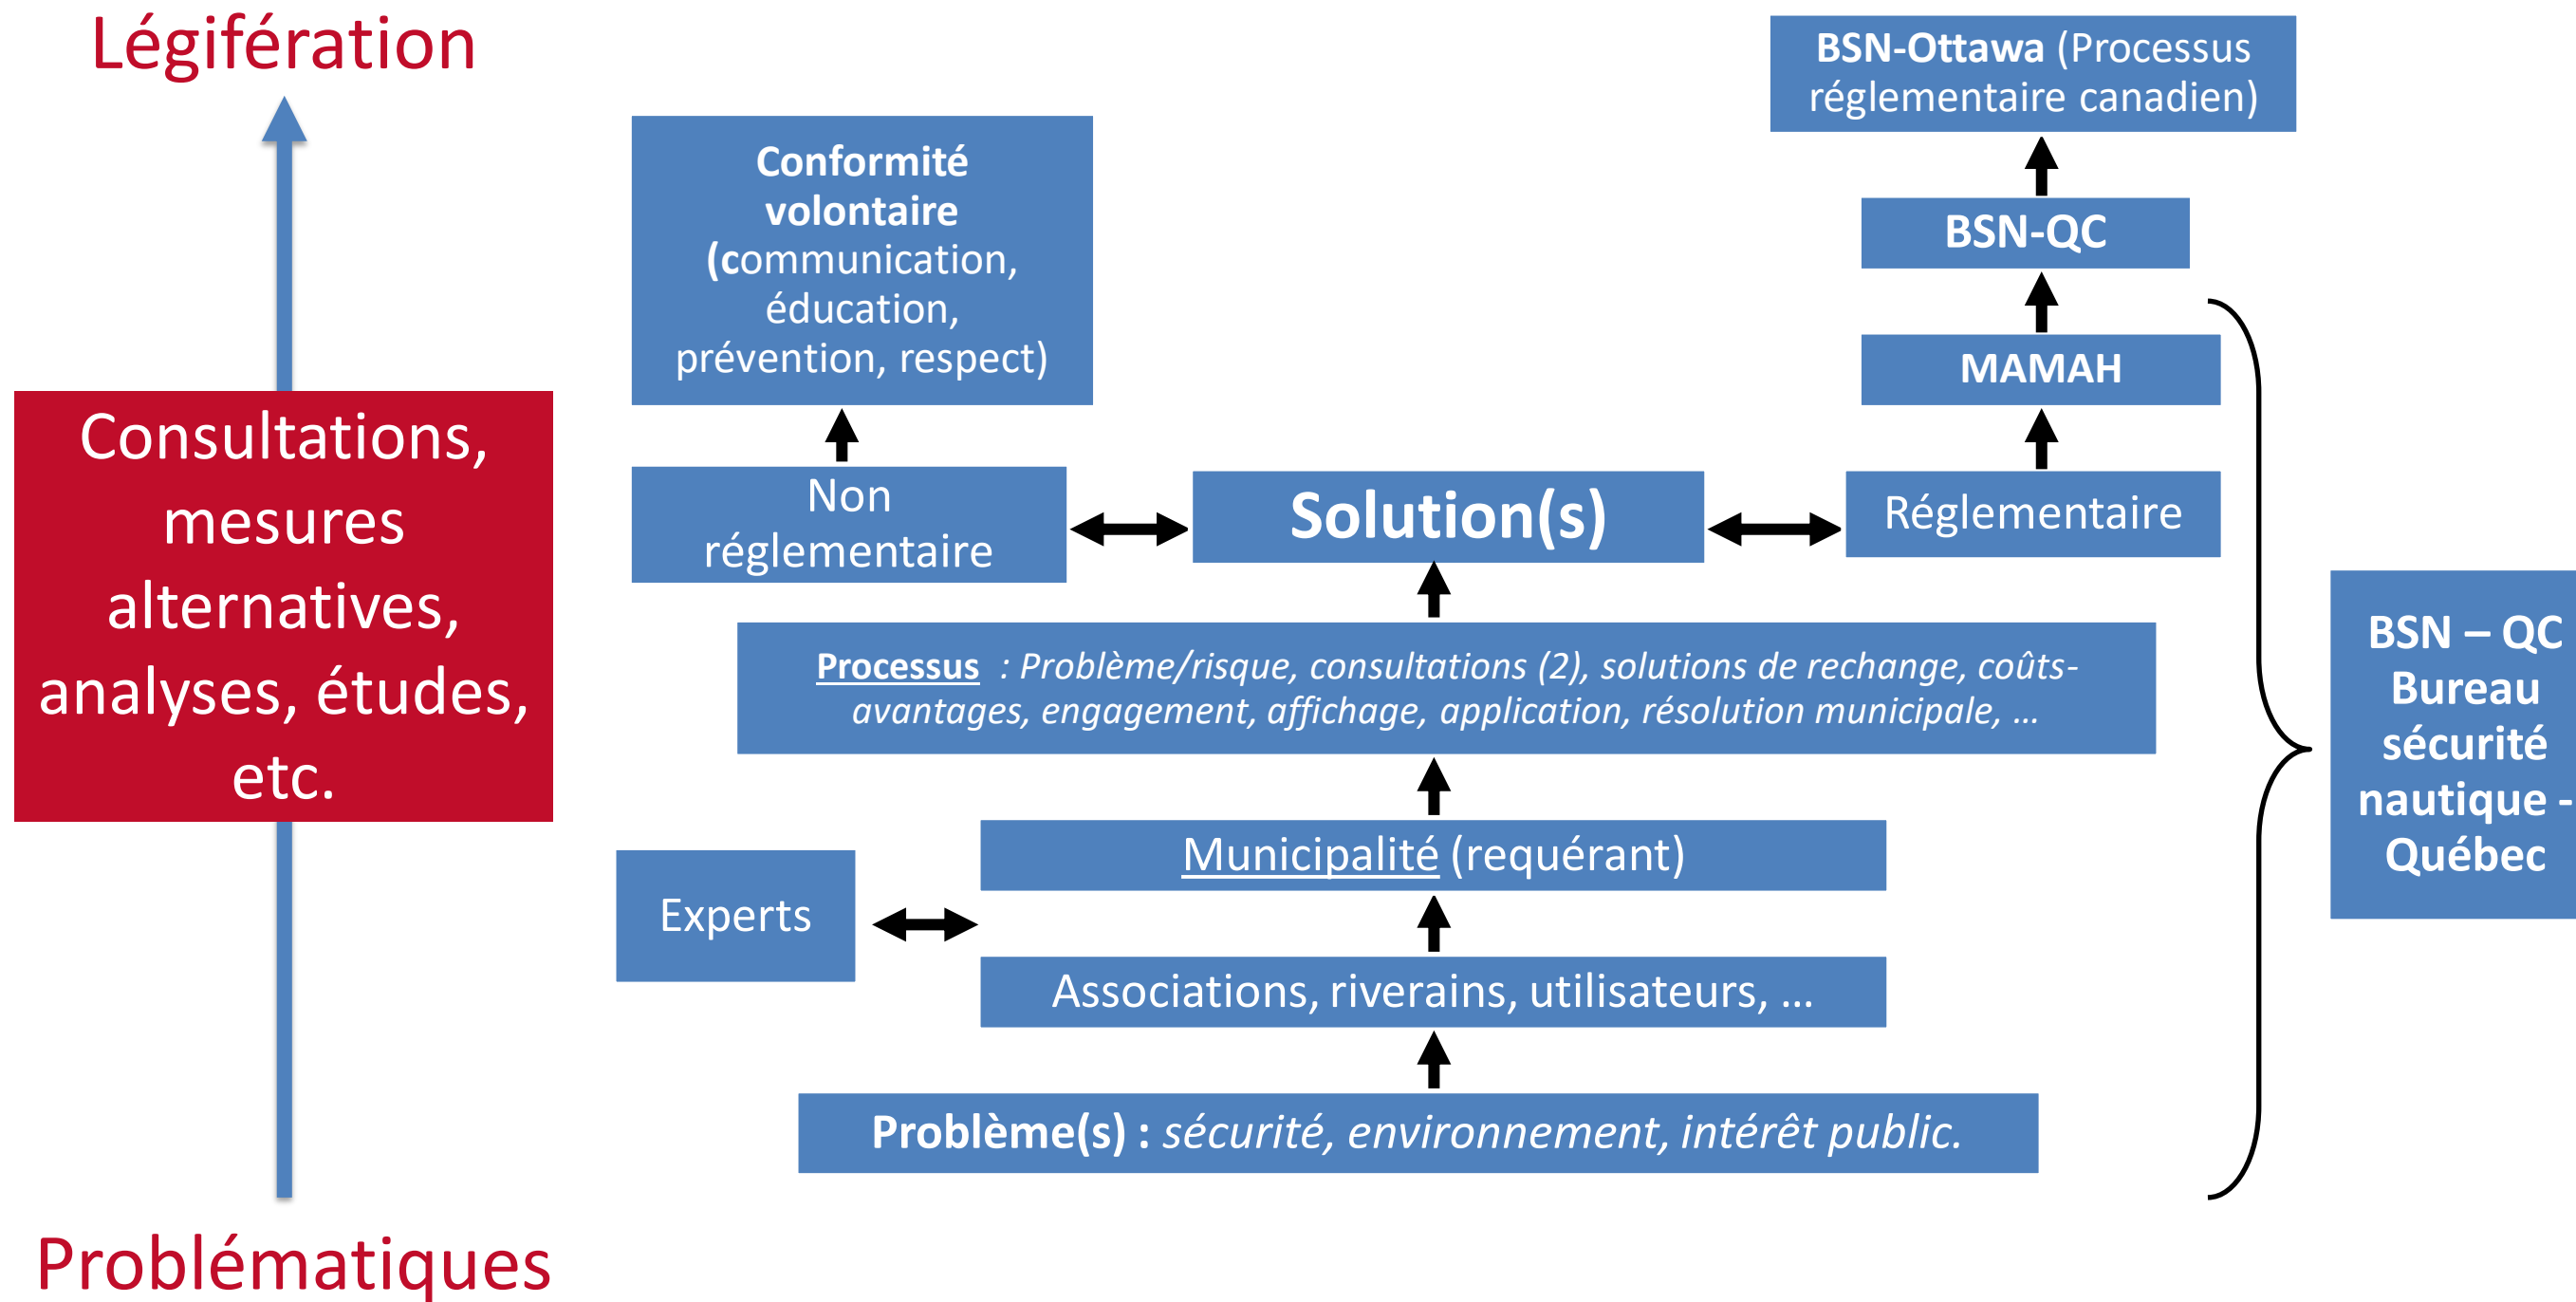 Légifération
Consultations,
mesures
alternatives,
analyses, études,
etc.
Problématiques
BSN-Ottawa (Processus
réglementaire canadien)
BSN-QC
MAMAH
Conformité
volontaire
(communication,
éducation,
prévention, respect)
Non
réglementaire
Solution(s)
Réglementaire
Processus : Problème/risque, consultations (2), solutions de rechange, coûts-
avantages, engagement, affichage, application, résolution municipale, ...
Municipalité (requérant)
Experts
Associations, riverains, utilisateurs, ...
Problème(s) : sécurité, environnement, intérêt public.
BSN – QC
Bureau
sécurité
nautique -
Québec